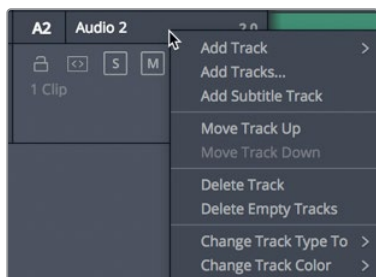 A2 Audio 2 2.0
S M
1 Clip
Add Track
Add Tracks...
Add Subtitle Track
Move Track Up
Move Track Down
Delete Track
Delete Empty Tracks
Change Track Type To
Change Track Color